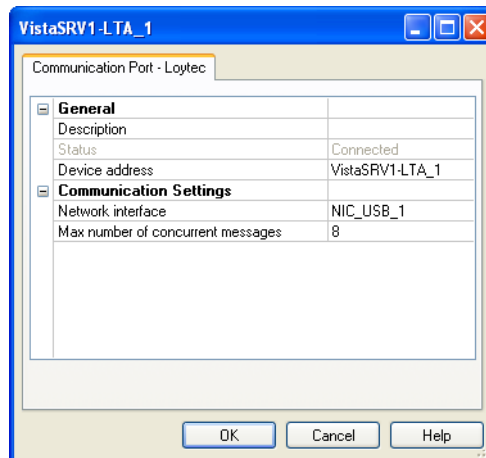 VistaSRV1-LTA_1
Communication Port - Loytec
General
Description
Status Connected
Device address VistaSRV1-LTA_1
Communication Settings
Network interface NIC_USB_1
Max number of concurrent messages 8
OK Cancel Help